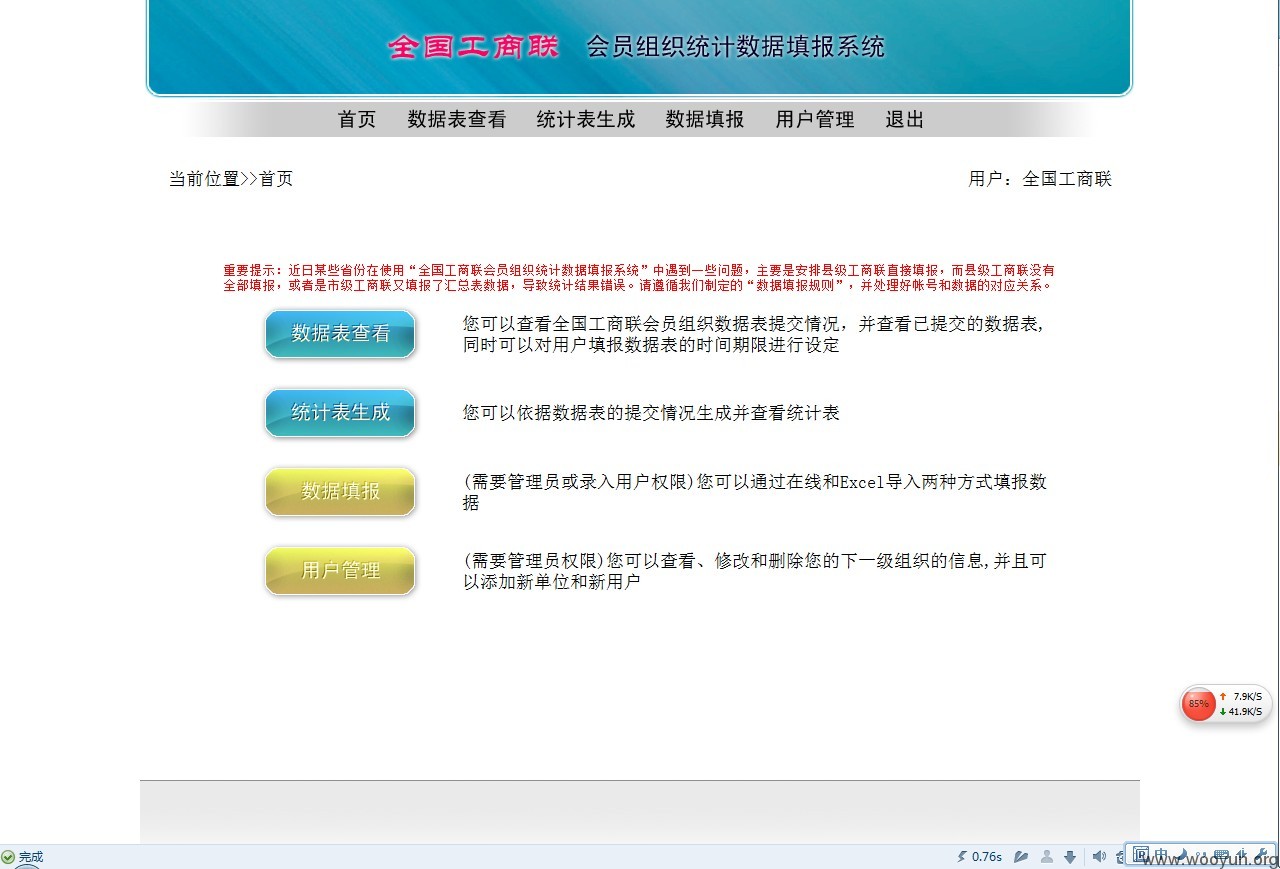 全国工商联 会员组织统计数据填报系统
首页 数据表查看 统计表生成 数据填报 用户管理 退出
当前位置>>首页
用户：全国工商联
重要提示：近日某些省份在使用“全国工商联会员组织统计数据填报系统”中遇到一些问题，主要是安排县级工商联直接填报，而县级工商联没有
全部填报，或者是市级工商联又填报了汇总表数据，导致统计结果错误。请遵循我们制定的“数据填报规则”，并处理好帐号和数据的对应关系。
数据表查看
您可以查看全国工商联会员组织数据表提交情况，并查看已提交的数据表,
同时可以对用户填报数据表的时间期限进行设定
统计表生成
您可以依据数据表的提交情况生成并查看统计表
数据填报
(需要管理员或录入用户权限)您可以通过在线和Excel导入两种方式填报数
据
用户管理
(需要管理员权限)您可以查看、修改和删除您的下一级组织的信息,并且可
以添加新单位和新用户
85%
7.9K/S
41.9K/S
完成
0.76s
中
www.wooyun.org